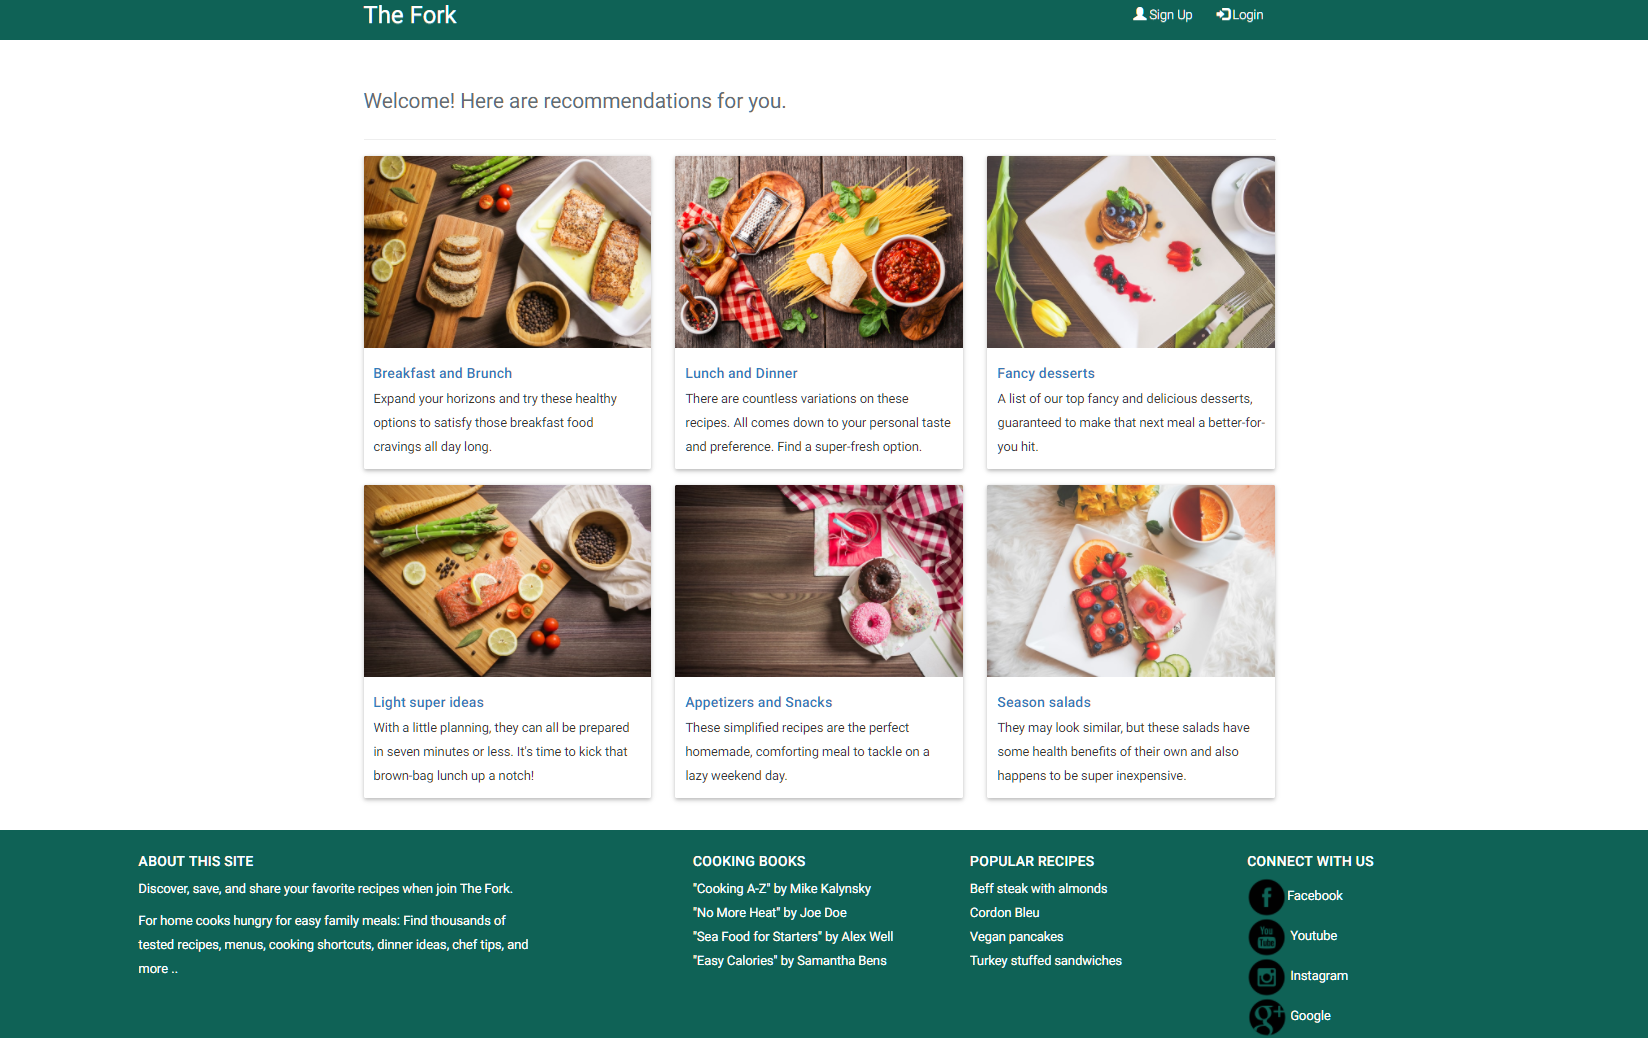 The Fork
Sign Up
Login
Welcome! Here are recommendations for you.
Breakfast and Brunch
Expand your horizons and try these healthy
options to satisfy those breakfast food
cravings all day long.
Lunch and Dinner
There are countless variations on these
recipes. All comes down to your personal taste
and preference. Find a super-fresh option.
Fancy desserts
A list of our top fancy and delicious desserts,
guaranteed to make that next meal a better-for-
you hit.
Light super ideas
With a little planning, they can all be prepared
in seven minutes or less. It's time to kick that
brown-bag lunch up a notch!
Appetizers and Snacks
These simplified recipes are the perfect
homemade, comforting meal to tackle on a
lazy weekend day.
Season salads
They may look similar, but these salads have
some health benefits of their own and also
happens to be super inexpensive.
ABOUT THIS SITE
Discover, save, and share your favorite recipes when join The Fork.
For home cooks hungry for easy family meals: Find thousands of
tested recipes, menus, cooking shortcuts, dinner ideas, chef tips, and
more ..
COOKING BOOKS
"Cooking A-Z" by Mike Kalynsky
"No More Heat" by Joe Doe
"Sea Food for Starters" by Alex Well
"Easy Calories" by Samantha Bens
POPULAR RECIPES
Beff steak with almonds
Cordon Bleu
Vegan pancakes
Turkey stuffed sandwiches
CONNECT WITH US
f
Facebook
You
Tube
Youtube
Instagram
g+
Google